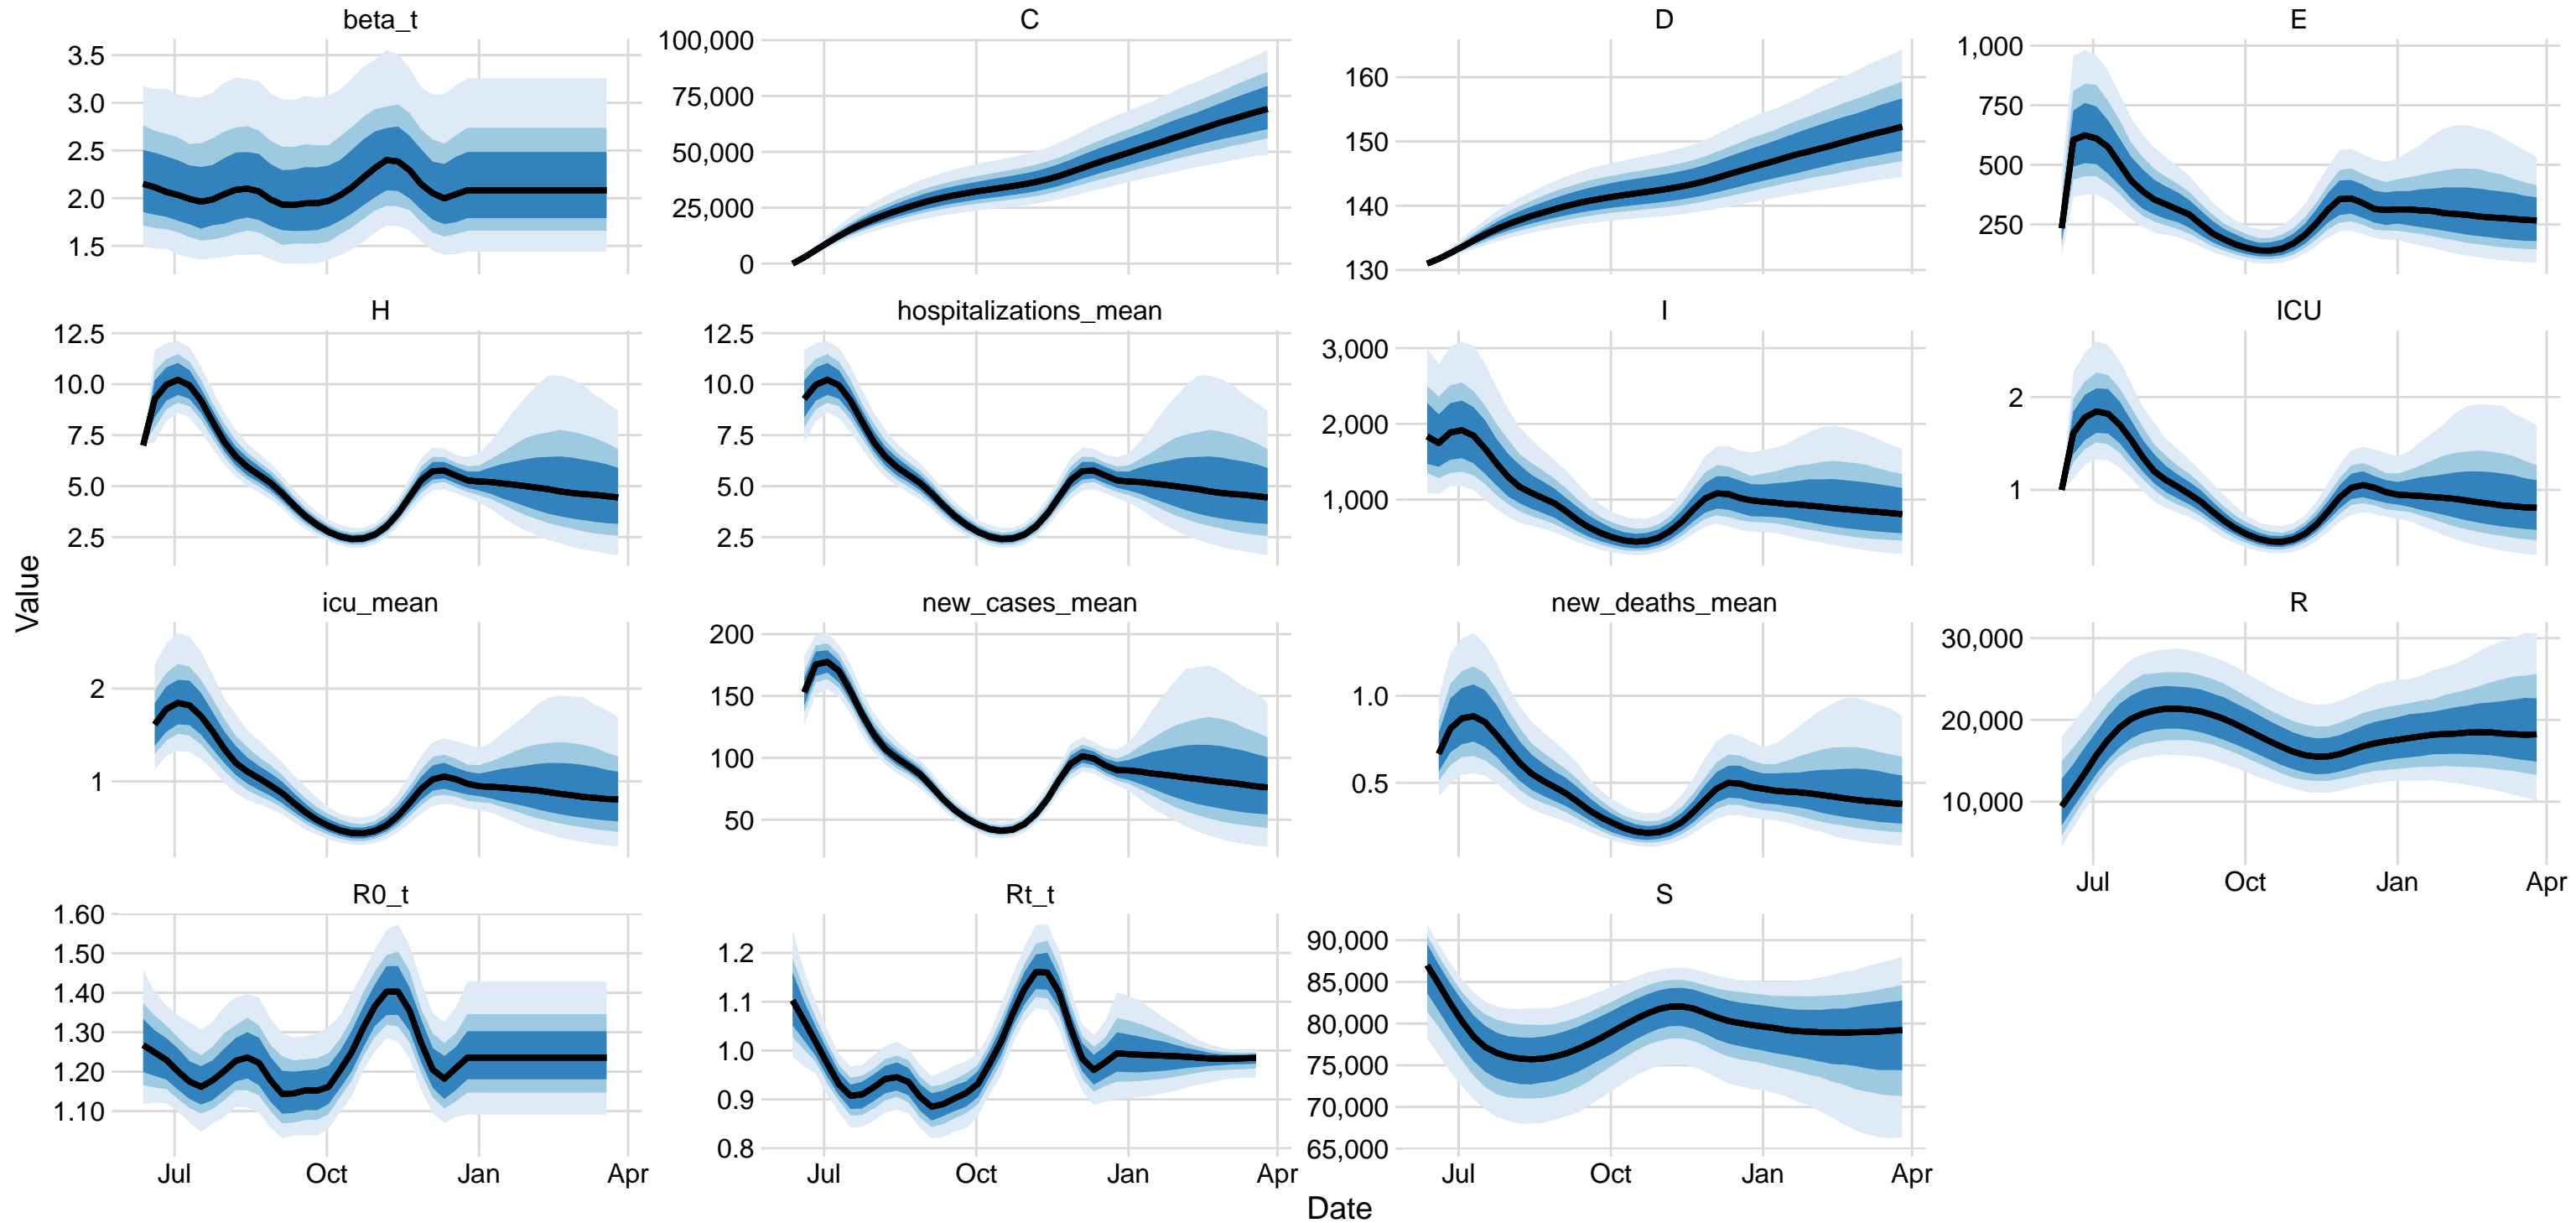 beta_t
3.5
3.0
2.5
2.0
1.5
C
100,000
75,000
50,000
25,000
0
D
160
150
140
130
E
1,000
750
500
250
H
12.5
10.0
7.5
5.0
2.5
hospitalizations_mean
12.5
10.0
7.5
5.0
2.5
I
3,000
2,000
1,000
ICU
2
1
Value
icu_mean
2
1
new_cases_mean
200
150
100
50
new_deaths_mean
1.0
0.5
R
30,000
20,000
10,000
Jul Oct Jan Apr
R0_t
1.60
1.50
1.40
1.30
1.20
1.10
Jul Oct Jan Apr
Rt_t
1.2
1.1
1.0
0.9
0.8
Jul Oct Jan Apr
S
90,000
85,000
80,000
75,000
70,000
65,000
Jul Oct Jan Apr
Date